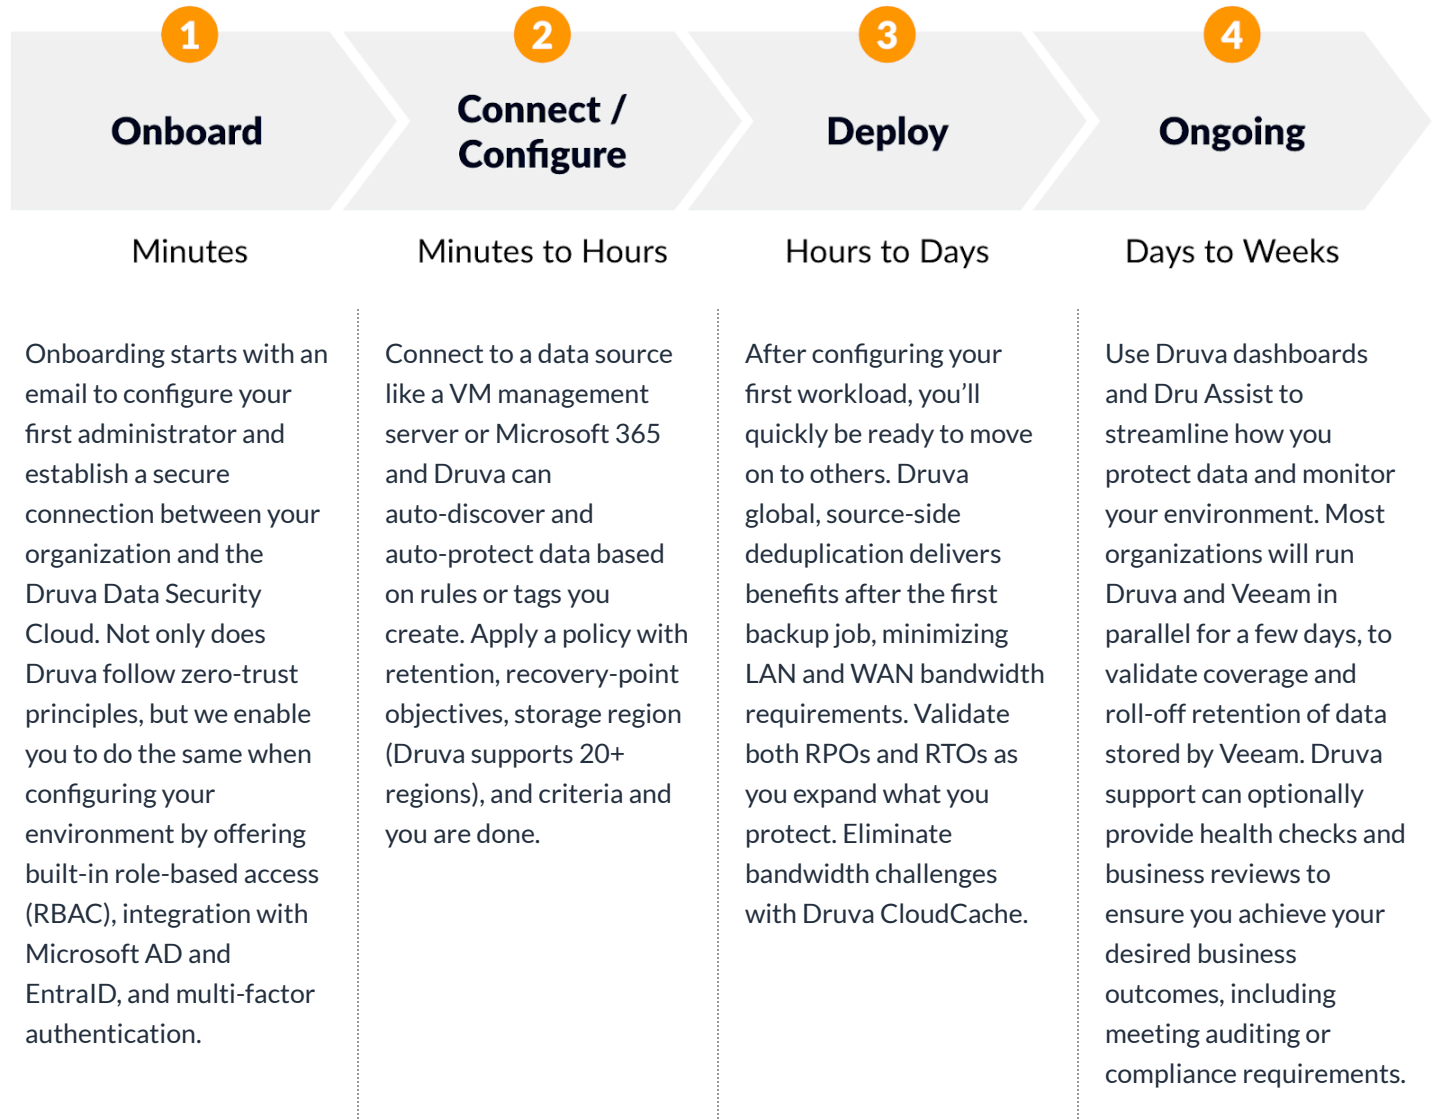 1
Onboard
Minutes
Onboarding starts with an
email to configure your
first administrator and
establish a secure
connection between your
organization and the
Druva Data Security
Cloud. Not only does
Druva follow zero-trust
principles, but we enable
you to do the same when
configuring your
environment by offering
built-in role-based access
(RBAC), integration with
Microsoft AD and
EntraID, and multi-factor
authentication.
2
Connect /
Configure
Minutes to Hours
Connect to a data source
like a VM management
server or Microsoft 365
and Druva can
auto-discover and
auto-protect data based
on rules or tags you
create. Apply a policy with
retention, recovery-point
objectives, storage region
(Druva supports 20+
regions), and criteria and
you are done.
3
Deploy
Hours to Days
After configuring your
first workload, you’ll
quickly be ready to move
on to others. Druva
global, source-side
deduplication delivers
benefits after the first
backup job, minimizing
LAN and WAN bandwidth
requirements. Validate
both RPOs and RTOs as
you expand what you
protect. Eliminate
bandwidth challenges
with Druva CloudCache.
4
Ongoing
Days to Weeks
Use Druva dashboards
and Dru Assist to
streamline how you
protect data and monitor
your environment. Most
organizations will run
Druva and Veeam in
parallel for a few days, to
validate coverage and
roll-off retention of data
stored by Veeam. Druva
support can optionally
provide health checks and
business reviews to
ensure you achieve your
desired business
outcomes, including
meeting auditing or
compliance requirements.